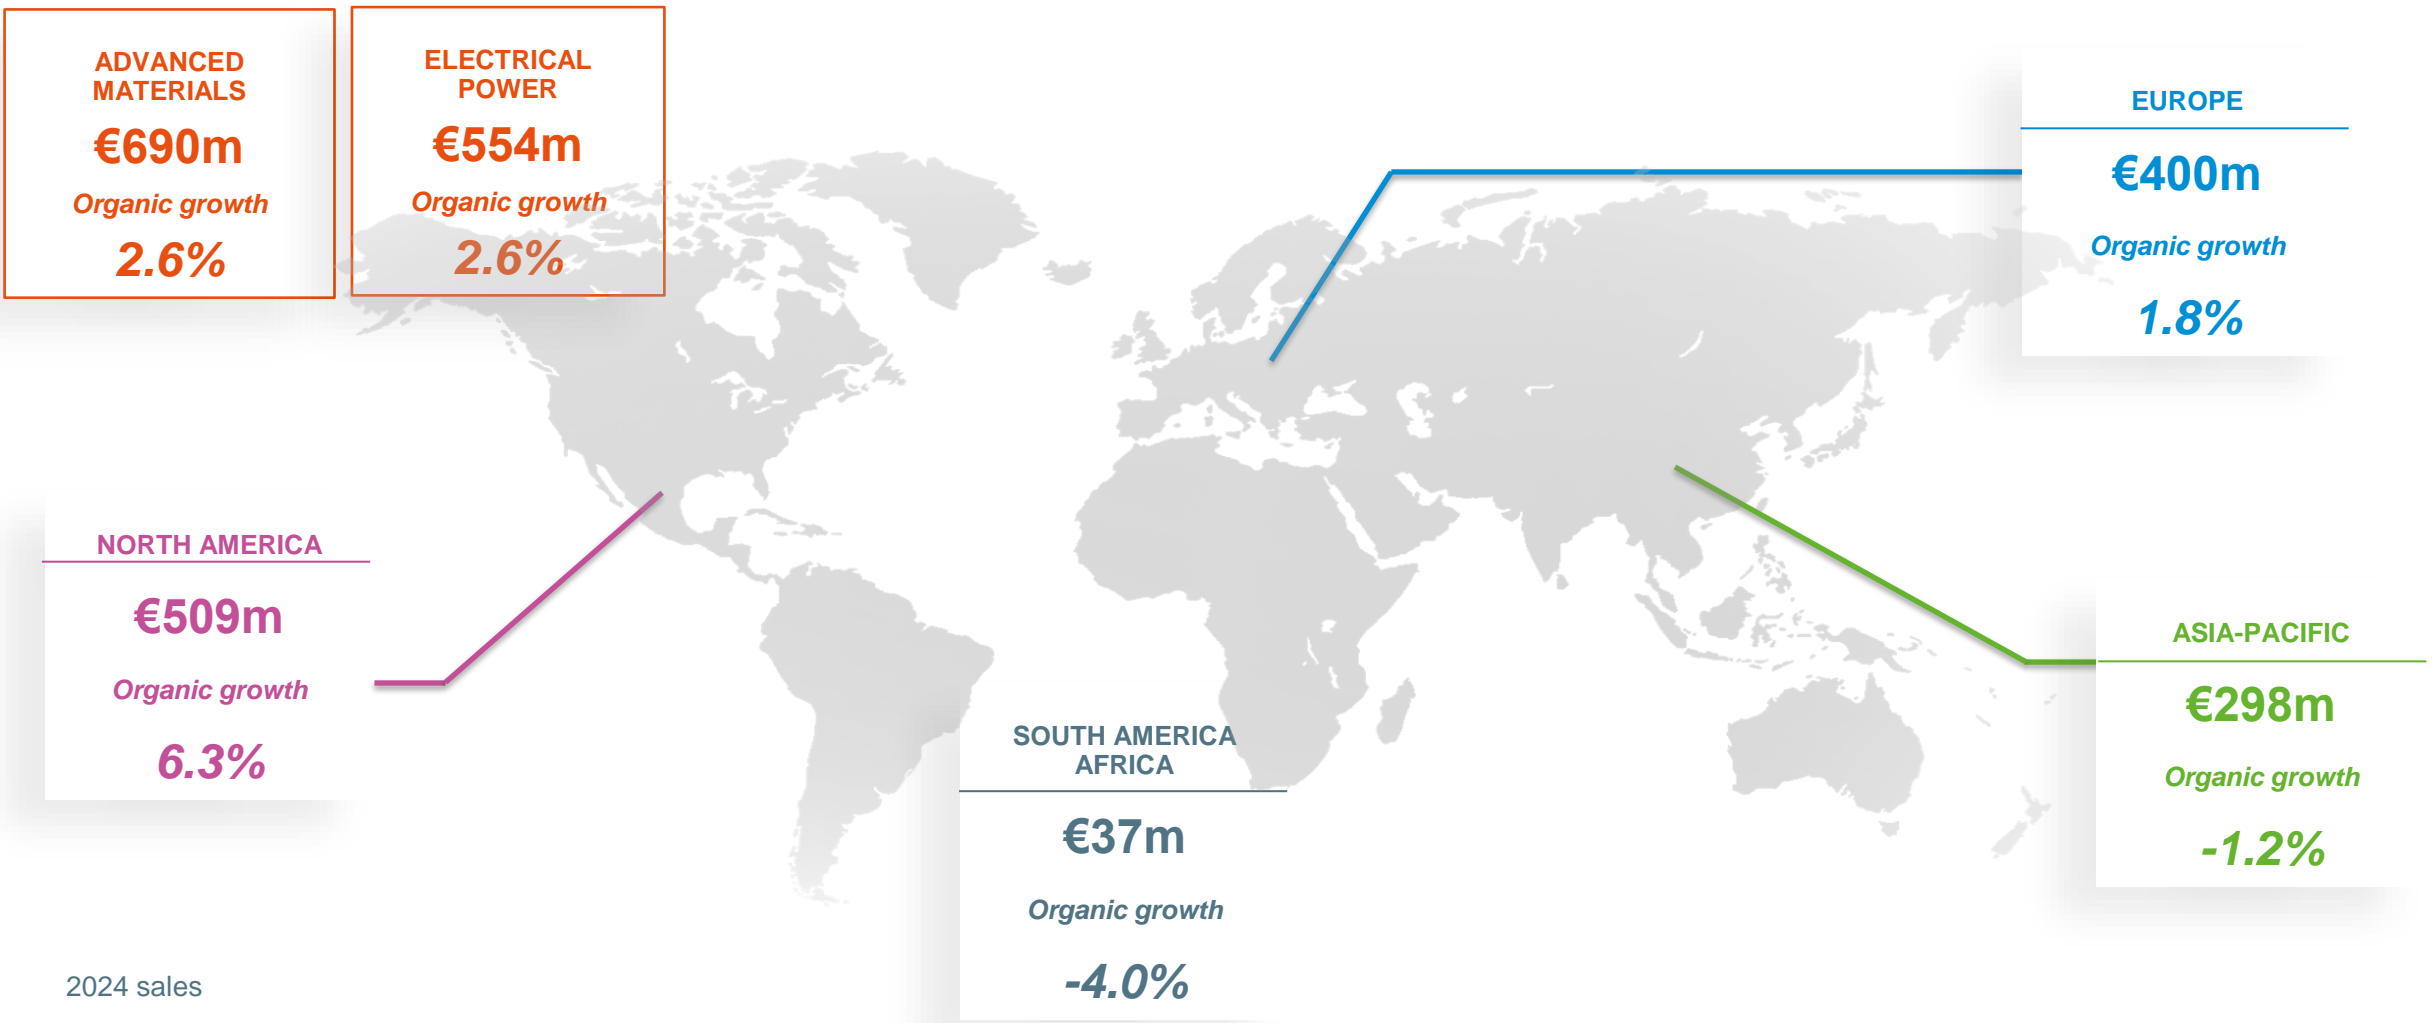 ADVANCED
MATERIALS
€690m
Organic growth
2.6%
ELECTRICAL
POWER
€554m
Organic growth
2.6%
EUROPE
€400m
Organic growth
1.8%
NORTH AMERICA
€509m
Organic growth
6.3%
ASIA-PACIFIC
€298m
Organic growth
-1.2%
SOUTH AMERICA
AFRICA
€37m
Organic growth
-4.0%
2024 sales